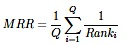 MRR = \frac{1}{Q} \sum_{i=1}^{Q} \frac{1}{Rank_i}